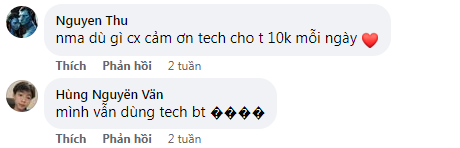 Nguyen Thu
nma dù gì cx cảm ơn tech cho t 10k mỗi ngày ❤️
Thích Phản hồi 2 tuần
Hùng Nguyên Văn
mình vẫn dùng tech bt ����
Thích Phản hồi 2 tuần